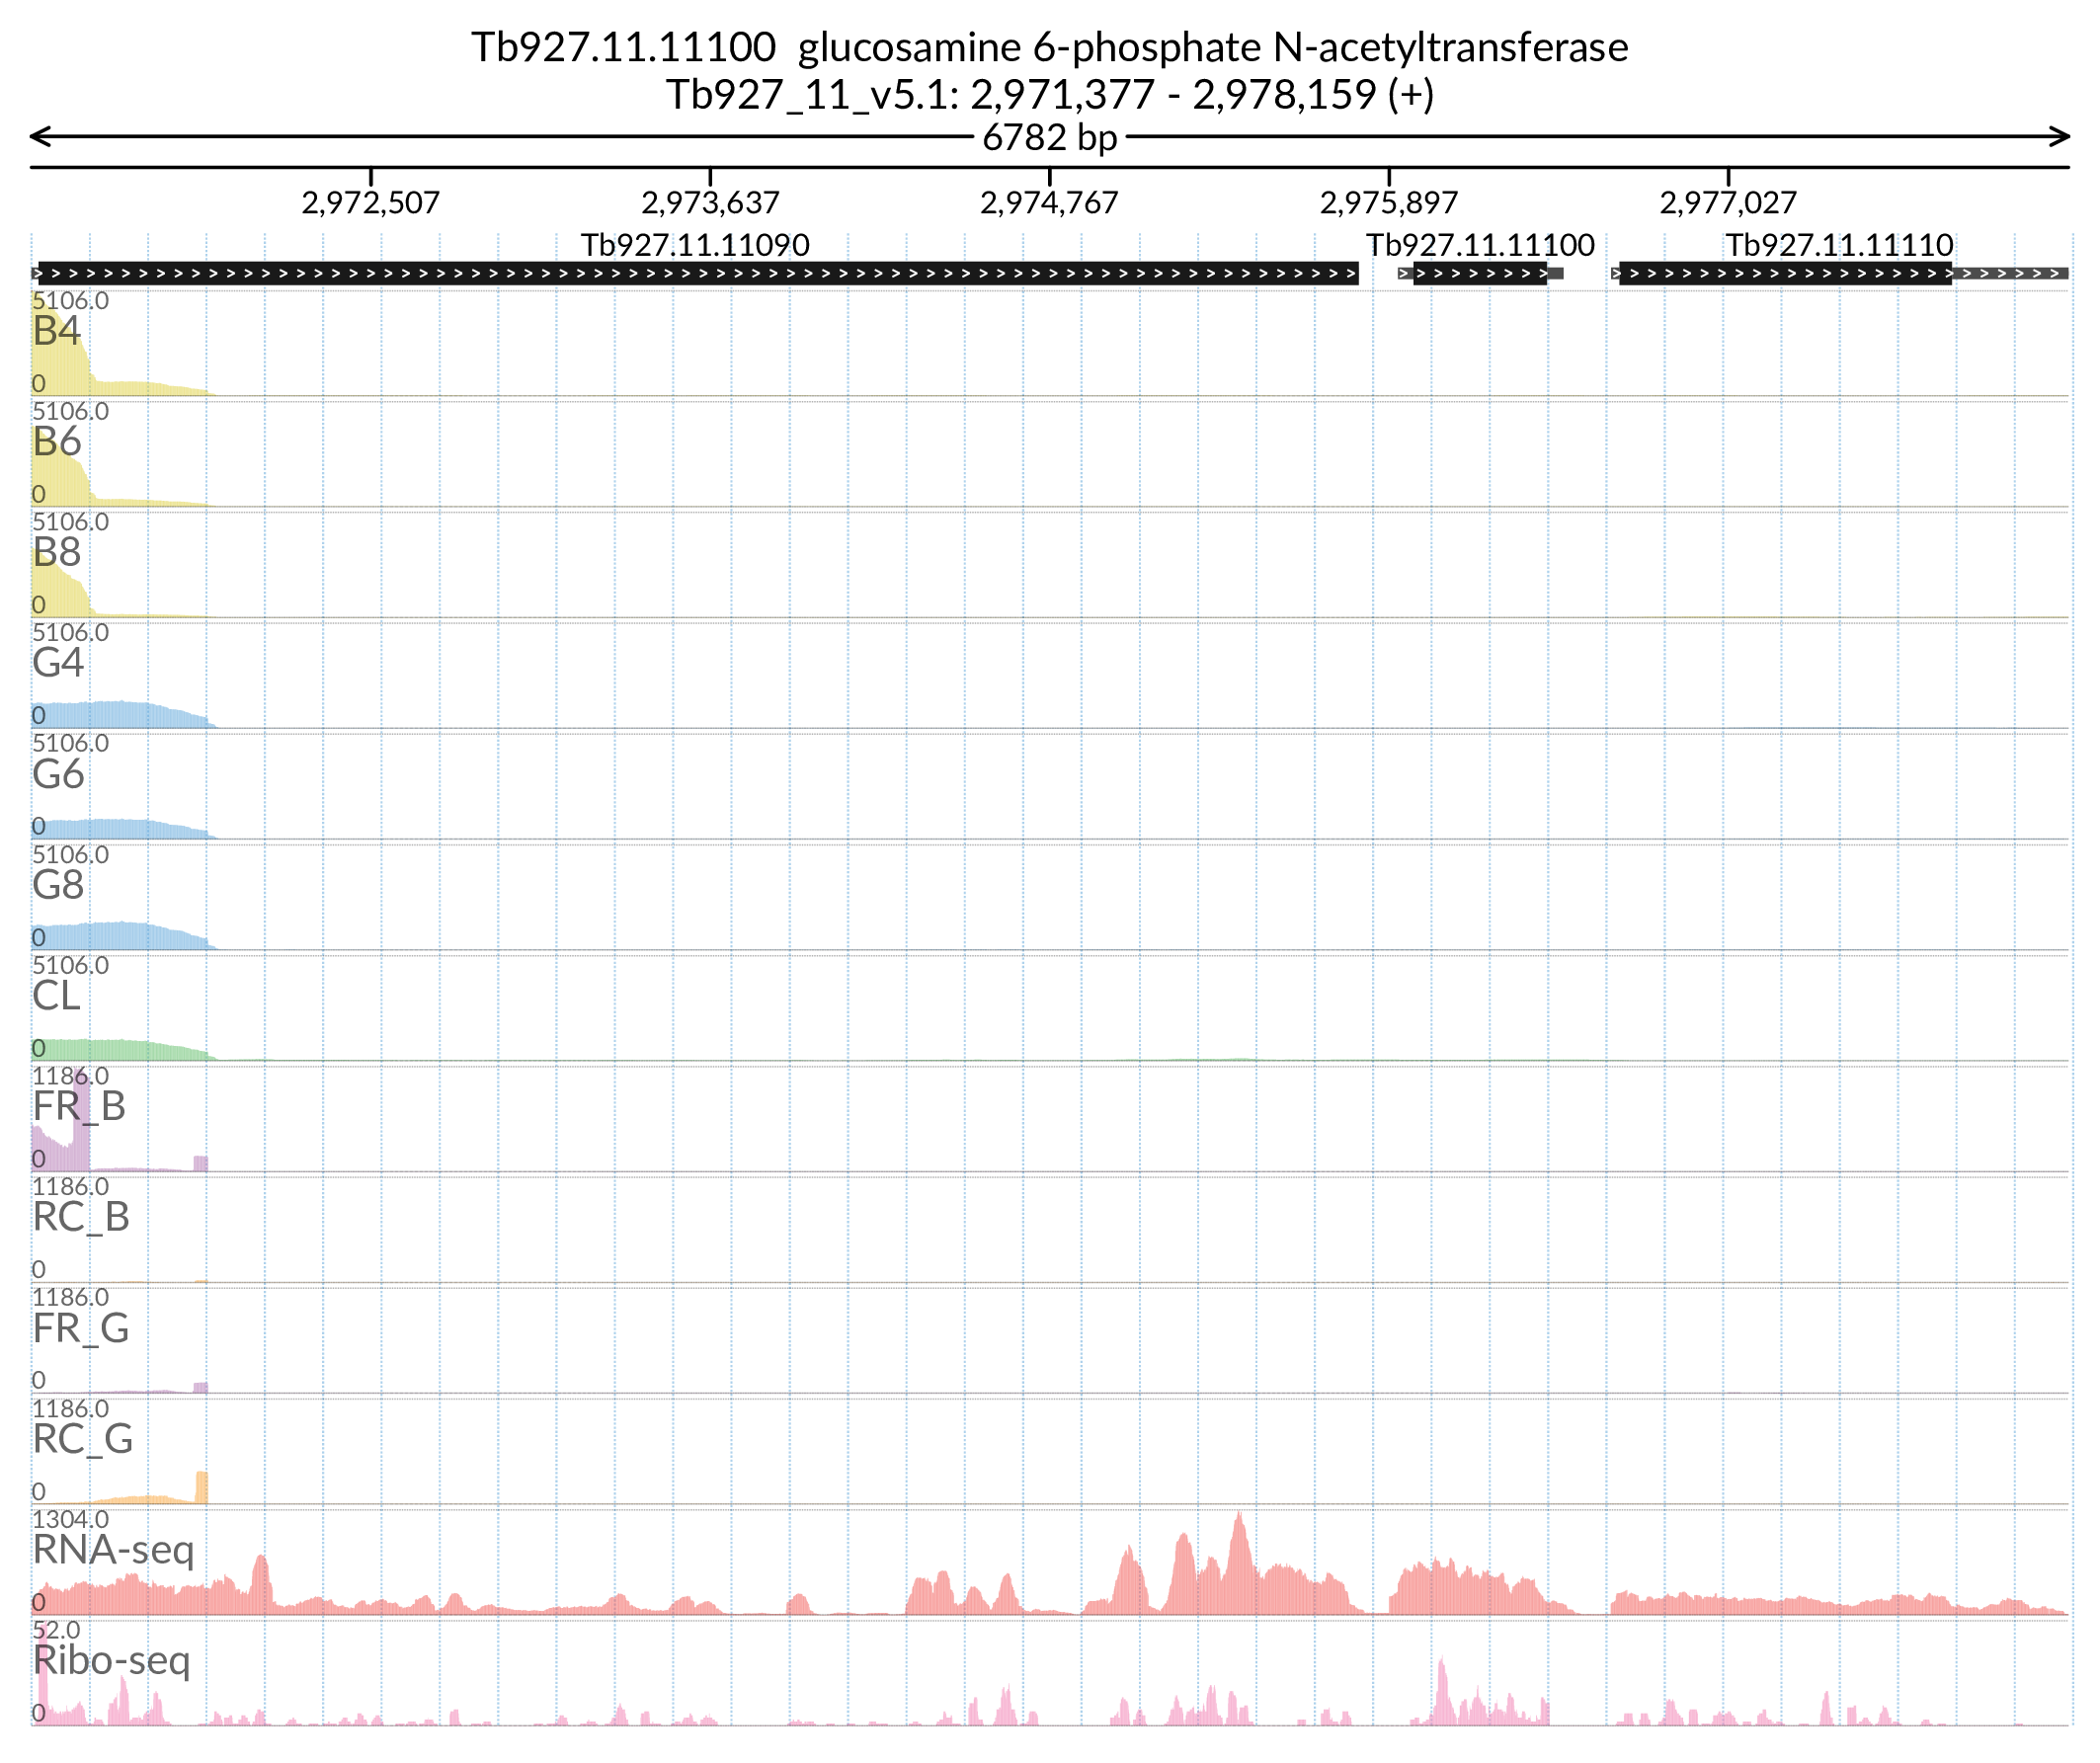 Tb927.11.11100 glucosamine 6-phosphate N-acetyltransferase
Tb927_11_v5.1: 2,971,377 - 2,978,159 (+)
6782 bp
2,972,507 2,973,637 2,974,767 2,975,897 2,977,027
Tb927.11.11090 Tb927.11.11100 Tb927.11.11110
5106.0
B4
0
5106.0
B6
0
5106.0
B8
0
5106.0
G4
0
5106.0
G6
0
5106.0
G8
0
5106.0
CL
0
1186.0
FR_B
0
1186.0
RC_B
0
1186.0
FR_G
0
1186.0
RC_G
0
1304.0
RNA-seq
0
52.0
Ribo-seq
0